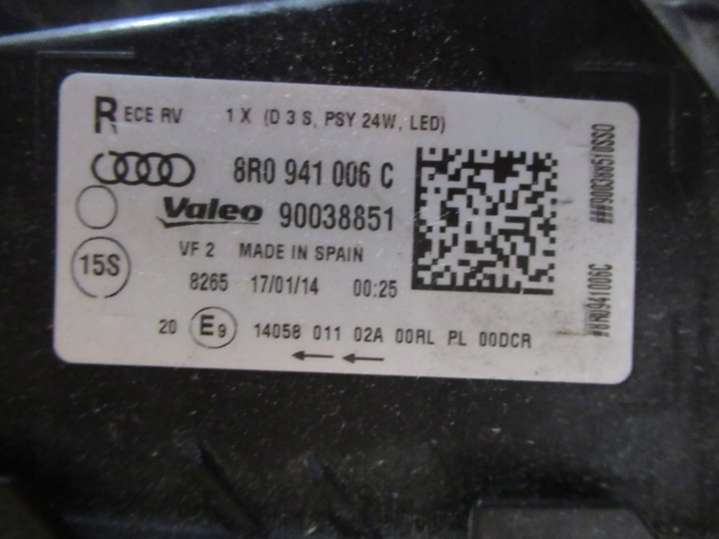 R ECE RV 1 X (D 3 S, PSY 24W, LED)
8R0 941 006 C
Valeo 90038851
VF 2 MADE IN SPAIN
15S
8265 17/01/14 00:25
20 E9 14058 011 02A 00RL PL 00DCR
#8R0941006C